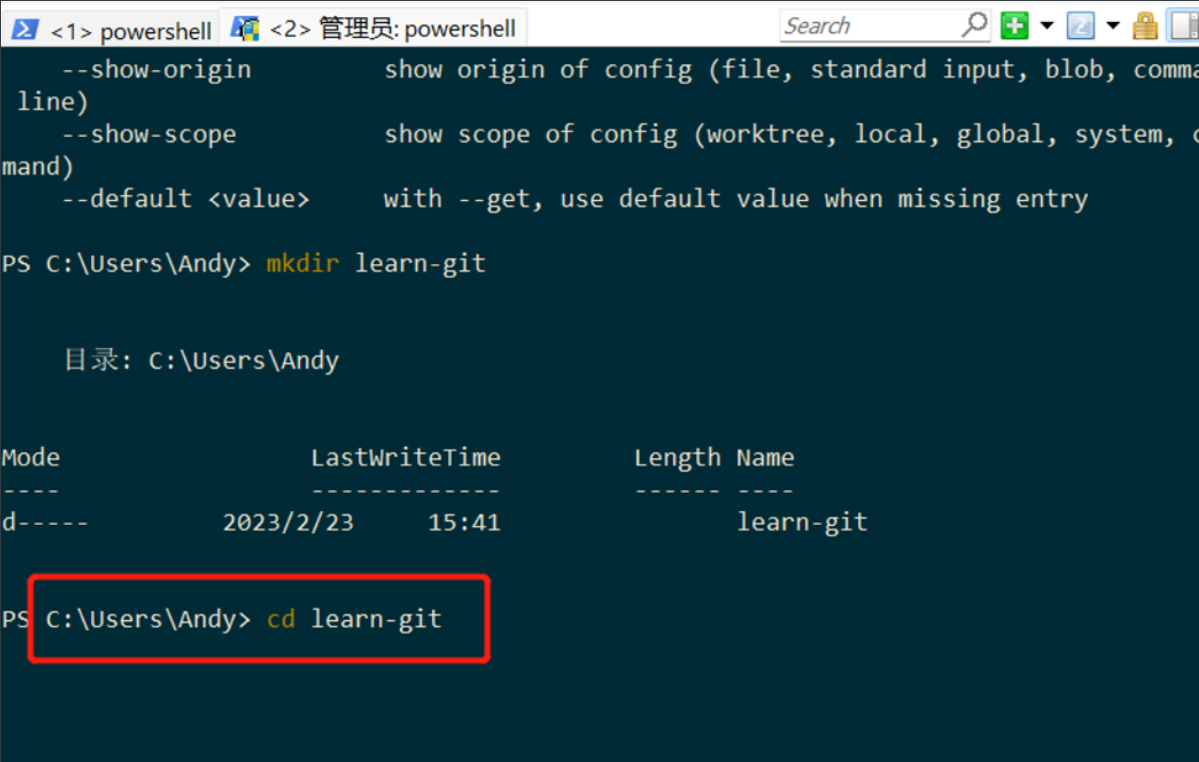 <1> powershell <2> 管理员: powershell Search
--show-origin show origin of config (file, standard input, blob, comma
line)
--show-scope show scope of config (worktree, local, global, system, c
mand)
--default <value> with --get, use default value when missing entry
PS C:\Users\Andy> mkdir learn-git
目录: C:\Users\Andy
Mode LastWriteTime Length Name
---- ------------- ------ ----
d----- 2023/2/23 15:41 learn-git
PS C:\Users\Andy> cd learn-git